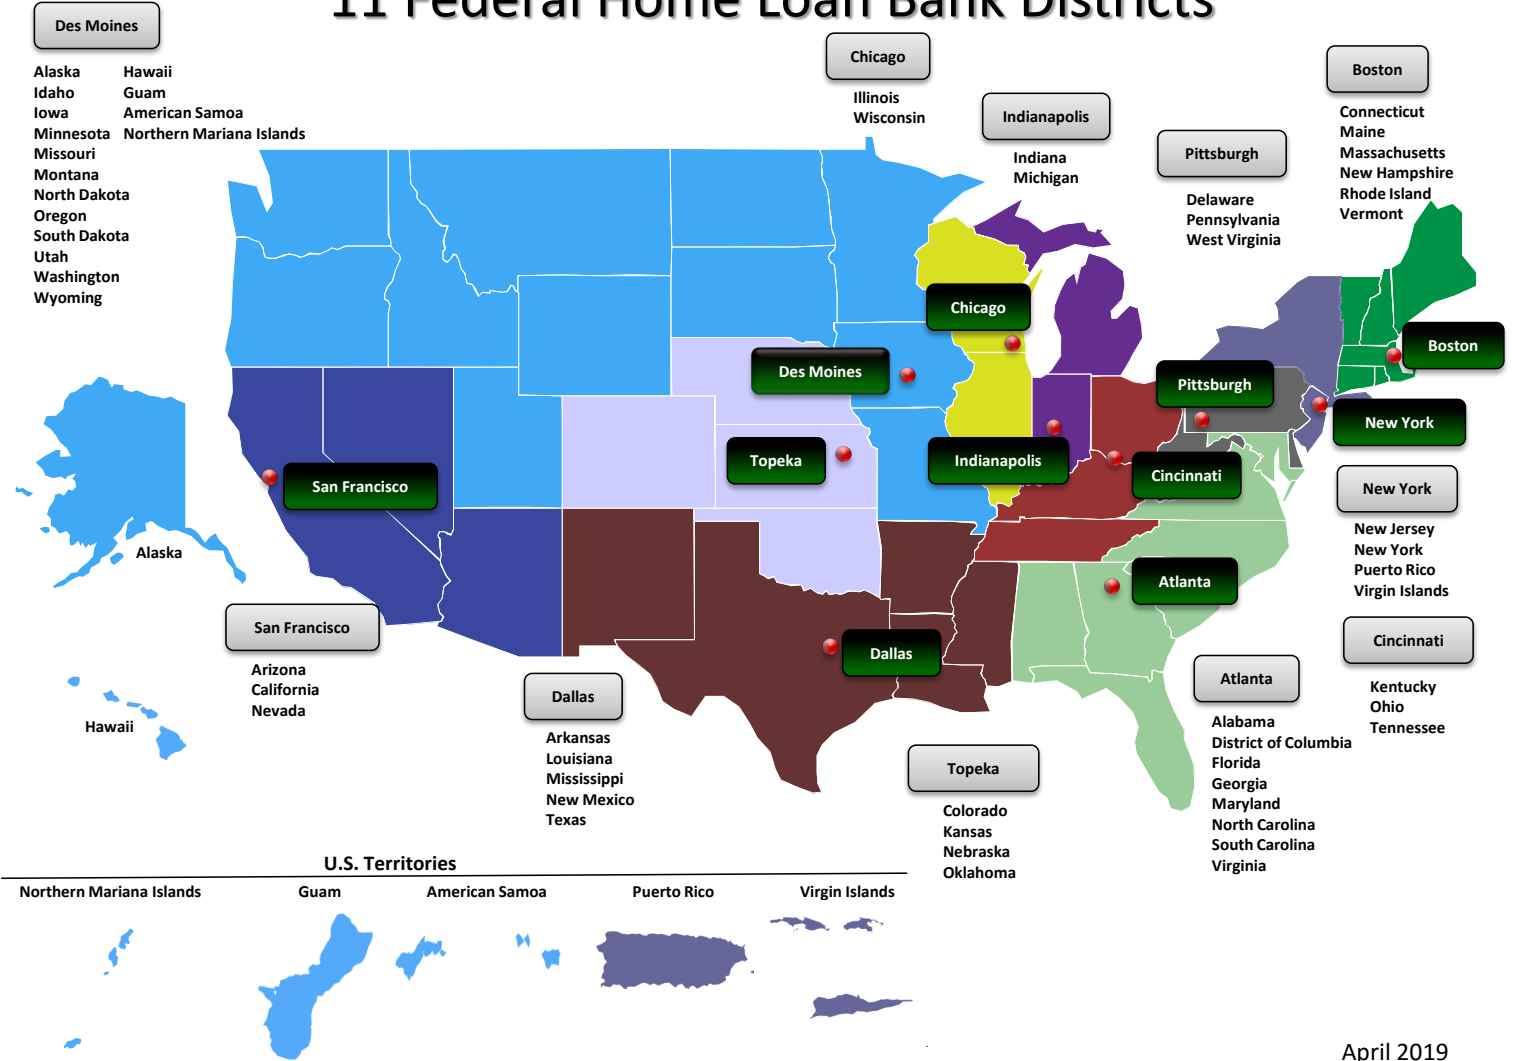 11 Federal Home Loan Bank Districts
Des Moines
Alaska
Idaho
Iowa
Minnesota
Missouri
Montana
North Dakota
Oregon
South Dakota
Utah
Washington
Wyoming
Hawaii
Guam
American Samoa
Northern Mariana Islands
Chicago
Illinois
Wisconsin
Indianapolis
Indiana
Michigan
Pittsburgh
Delaware
Pennsylvania
West Virginia
Boston
Connecticut
Maine
Massachusetts
New Hampshire
Rhode Island
Vermont
Chicago
Des Moines
Topeka
Indianapolis
Pittsburgh
Boston
New York
Cincinnati
San Francisco
Atlanta
Dallas
Alaska
Hawaii
New York
New Jersey
New York
Puerto Rico
Virgin Islands
San Francisco
Arizona
California
Nevada
Dallas
Arkansas
Louisiana
Mississippi
New Mexico
Texas
Topeka
Colorado
Kansas
Nebraska
Oklahoma
Atlanta
Alabama
District of Columbia
Florida
Georgia
Maryland
North Carolina
South Carolina
Virginia
Cincinnati
Kentucky
Ohio
Tennessee
U.S. Territories
Northern Mariana Islands
Guam
American Samoa
Puerto Rico
Virgin Islands
April 2019